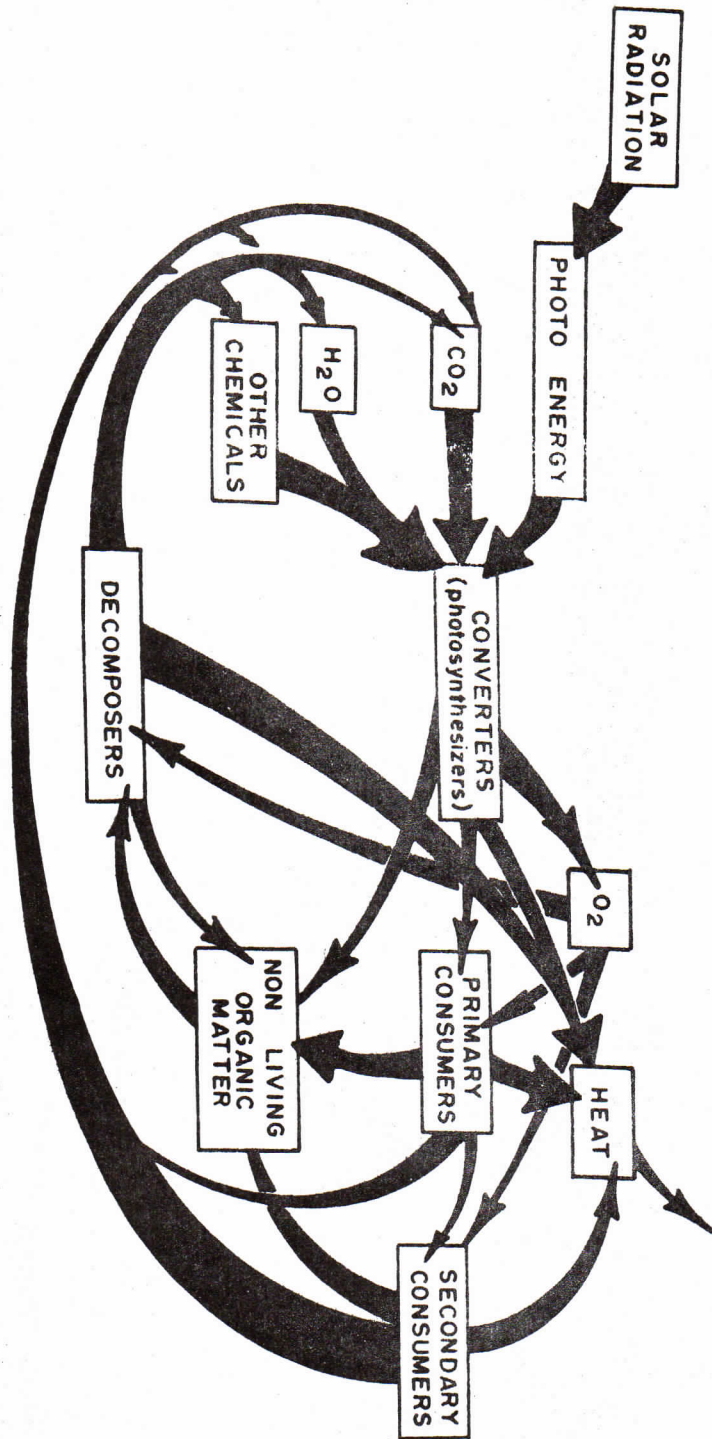 SOLAR
RADIATION
PHOTO ENERGY
CO2
H2O
OTHER
CHEMICALS
CONVERTERS
(photosynthesizers)
DECOMPOSERS
O2
PRIMARY
CONSUMERS
NON LIVING
ORGANIC
MATTER
HEAT
SECONDARY
CONSUMERS